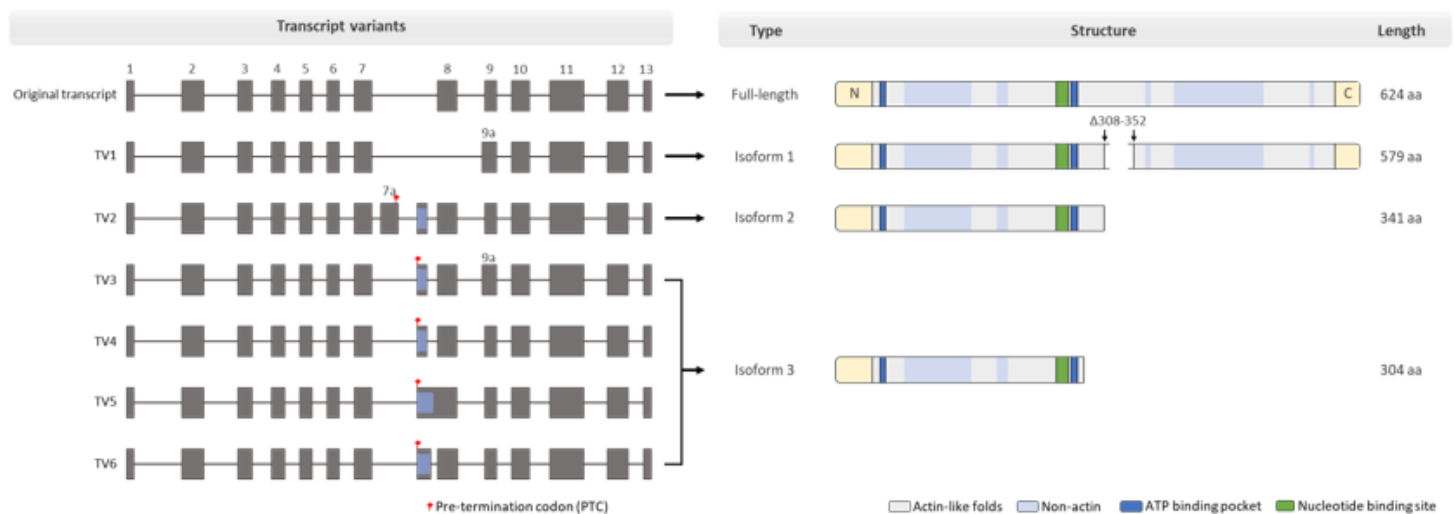 Transcript variants
Type Structure Length
1 2 3 4 5 6 7 8 9 10 11 12 13
Original transcript
Full-length N C 624 aa
Δ308-352
9a
TV1
Isoform 1 579 aa
7a
TV2
Isoform 2 341 aa
9a
TV3
TV4
Isoform 3 304 aa
TV5
TV6
Pre-termination codon (PTC)
Actin-like folds Non-actin ATP binding pocket Nucleotide binding site